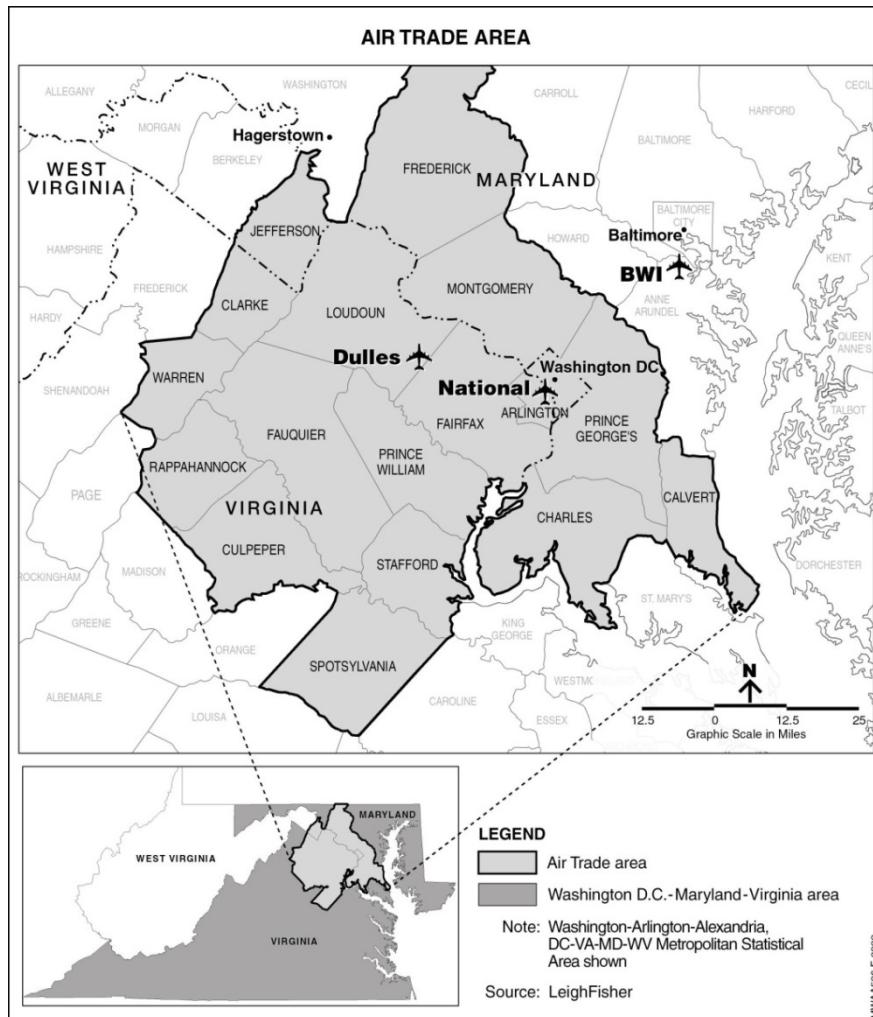 AIR TRADE AREA
ALLEGANY
WASHINGTON
CARROLL
CECIL
HARFORD
MORGAN
Hagerstown
BALTIMORE
BERKELEY
WEST
VIRGINIA
FREDERICK
MARYLAND
BALTIMORE
CITY
JEFFERSON
Baltimore
HOWARD
KENT
HAMPSHIRE
BWI
FREDERICK
MONTGOMERY
CLARKE
LOUDOUN
ANNE
ARUNDEL
HARDY
QUEEN
ANNE'S
Dulles
Washington DC
WARREN
National
SHENANDOAH
ARLINGTON
TALBOT
FAIRFAX
PRINCE
GEORGE'S
FAUQUIER
PRINCE
WILLIAM
RAPPAHANNOCK
CALVERT
PAGE
VIRGINIA
CHARLES
CULPEPER
STAFFORD
DORCHESTER
MADISON
ROCKINGHAM
ST. MARY'S
GREENE
KING
GEORGE
ORANGE
SPOTSYLVANIA
N
WESTM
CAROLINE
ALBEMARLE
LOUISA
ESSEX
12.5 0 12.5 25
Graphic Scale in Miles
MARYLAND
WEST VIRGINIA
VIRGINIA
LEGEND
Air Trade area
Washington D.C.-Maryland-Virginia area
Note: Washington-Arlington-Alexandria,
DC-VA-MD-WV Metropolitan Statistical
Area shown
Source: LeighFisher